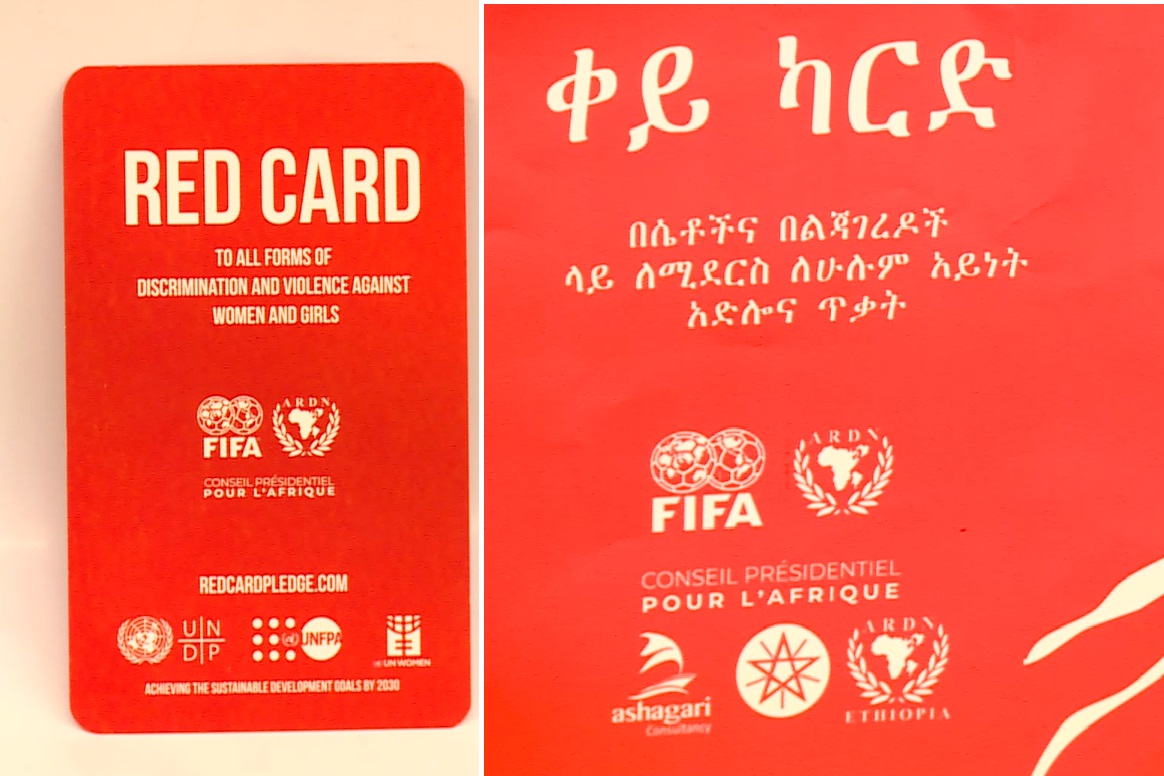 RED CARD
TO ALL FORMS OF
DISCRIMINATION AND VIOLENCE AGAINST
WOMEN AND GIRLS
ARDN
FIFA
CONSEIL PRÉSIDENTIEL
POUR L'AFRIQUE
REDCARDPLEDGE.COM
UN
DP
UNFPA
UN WOMEN
ACHIEVING THE SUSTAINABLE DEVELOPMENT GOALS BY 2030
ቀይ ካርድ
በሴቶችና በልጃገረዶች
ላይ ለሚደርስ ለሁሉም አይነት
አድሎና ጥቃት
ARDN
FIFA
CONSEIL PRÉSIDENTIEL
POUR L'AFRIQUE
ARDN
ashagari
Consultancy
ETHIOPIA